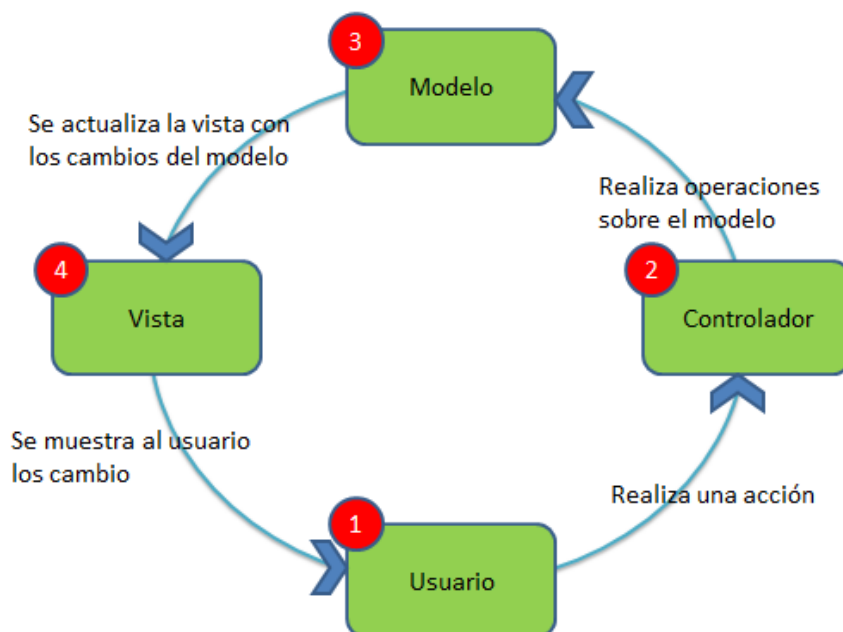 3
Modelo
Se actualiza la vista con
los cambios del modelo
Realiza operaciones
sobre el modelo
4
Vista
2
Controlador
Se muestra al usuario
los cambio
Realiza una acción
1
Usuario